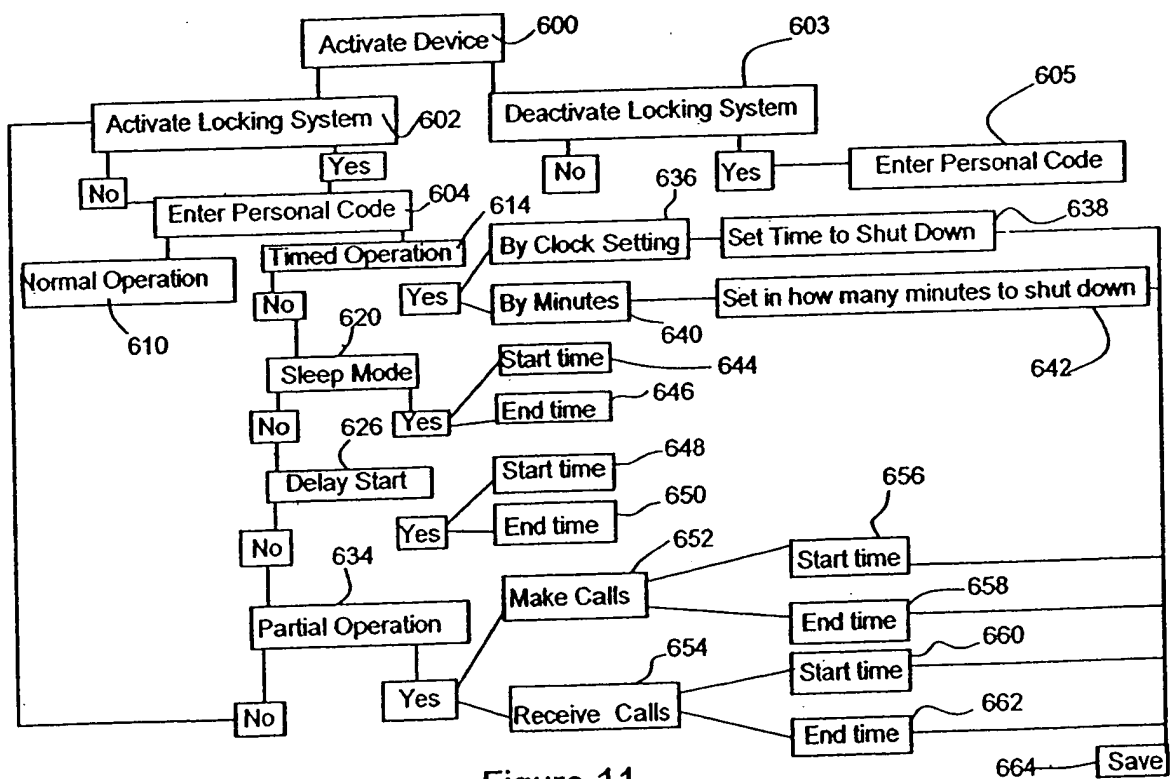 Activate Device
600
603
605
Activate Locking System
602
Deactivate Locking System
Yes
No
Yes
Enter Personal Code
No
Enter Personal Code
604
614
636
638
By Clock Setting
Set Time to Shut Down
Normal Operation
Timed Operation
610
No
Yes
By Minutes
640
Set in how many minutes to shut down
642
620
Sleep Mode
Start time
644
No
Yes
End time
646
626
Delay Start
Start time
648
Yes
End time
650
No
634
652
656
Partial Operation
Make Calls
Start time
End time
658
Yes
654
Receive Calls
Start time
660
No
End time
662
664
Save
Figure 11